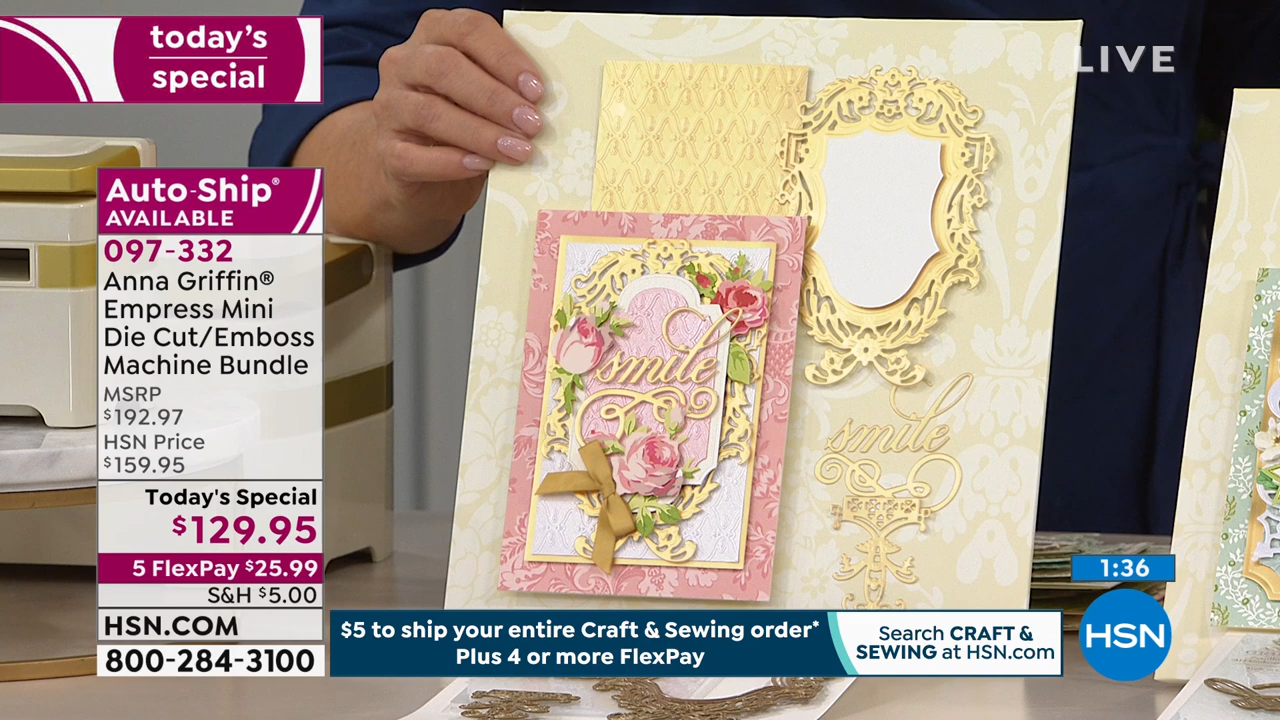 today's
special
LIVE
Auto-Ship®
AVAILABLE
097-332
Anna Griffin®
Empress Mini
Die Cut/Emboss
Machine Bundle
MSRP
$192.97
HSN Price
$159.95
Today's Special
$129.95
5 FlexPay $25.99
S&H $5.00
HSN.COM
800-284-3100
smile
smile
1:36
$5 to ship your entire Craft & Sewing order*
Plus 4 or more FlexPay
Search CRAFT &
SEWING at HSN.com
HSN